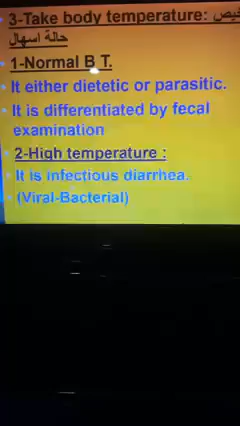 3-Take body temperature:
حالة اسهال
1-Normal B T.
It either dietetic or parasitic.
It is differentiated by fecal
examination
2-High temperature :
It is infectious diarrhea.
(Viral-Bacterial)